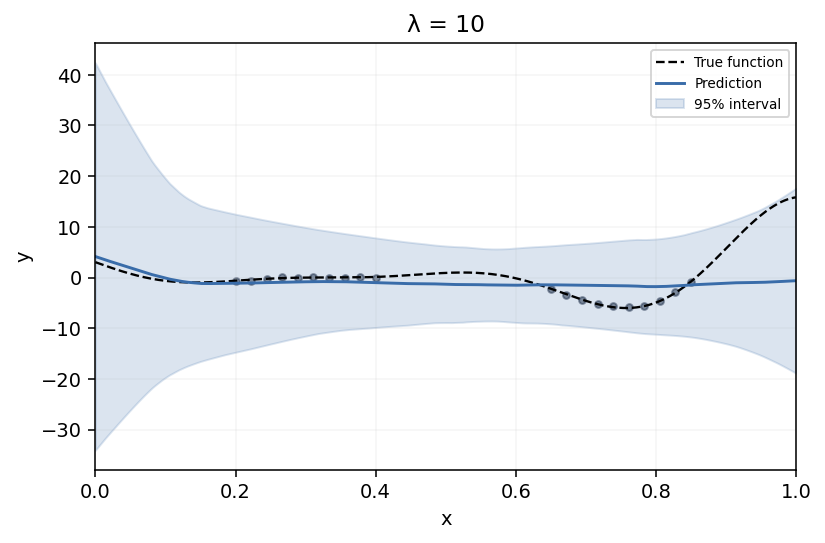 λ = 10
True function
Prediction
95% interval
y
40
30
20
10
0
−10
−20
−30
0.0 0.2 0.4 0.6 0.8 1.0
x